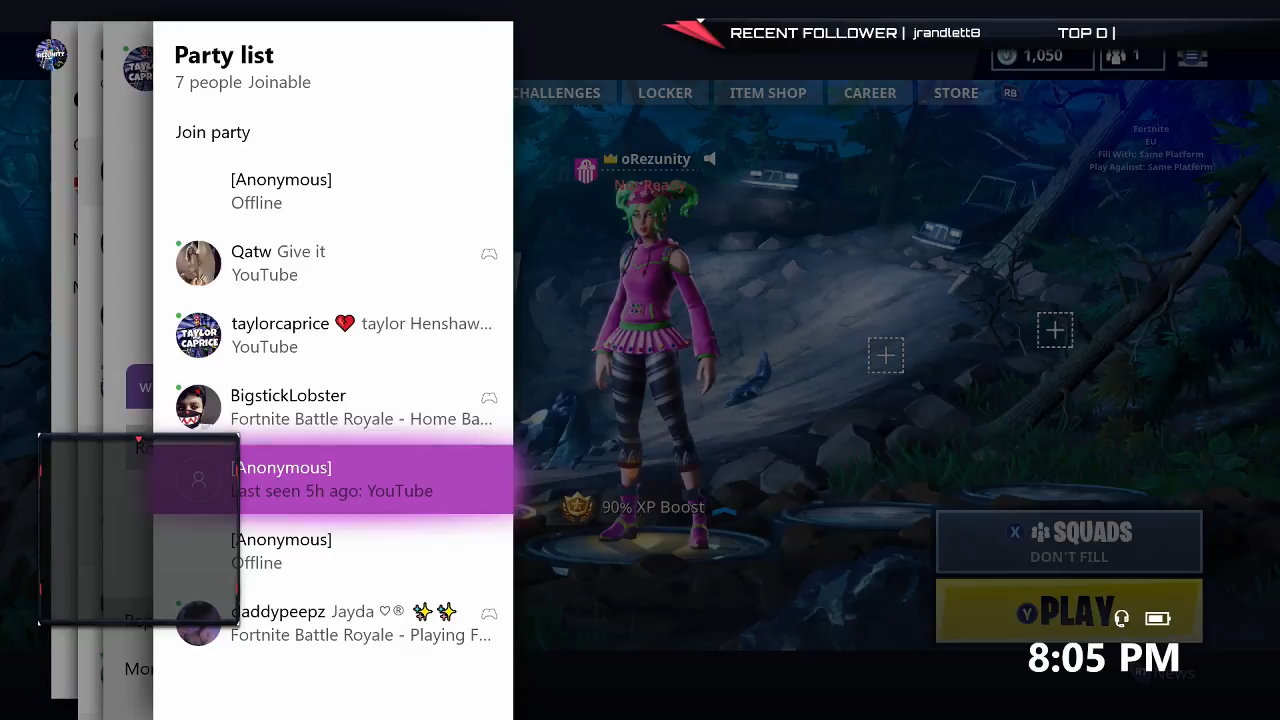 RECENT FOLLOWER | jrandlett8
TOP D |
Party list
7 people Joinable
Join party
[Anonymous]
Offline
Qatw Give it
YouTube
taylorcaprice ❤ taylor Henshaw...
YouTube
BigstickLobster
Fortnite Battle Royale - Home Ba...
[Anonymous]
Last seen 5h ago: YouTube
[Anonymous]
Offline
daddypeepz Jayda ♡® ✨ ✨
Fortnite Battle Royale - Playing F...
TAYLOR
CAPRICE
1,050
1
CHALLENGES
LOCKER
ITEM SHOP
CAREER
STORE
RB
Fortnite
EU
Fill With: Same Platform
Play Against: Same Platform
oRezunity
Not Ready
90% XP Boost
X SQUADS
DON'T FILL
Y PLAY
8:05 PM
News